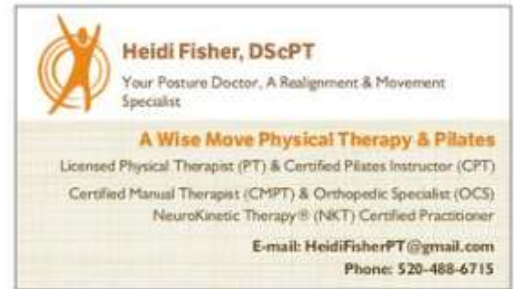 Heidi Fisher, DScPT
Your Posture Doctor, A Realignment & Movement
Specialist
A Wise Move Physical Therapy & Pilates
Licensed Physical Therapist (PT) & Certified Pilates Instructor (CPT)
Certified Manual Therapist (CMPT) & Orthopedic Specialist (OCS)
NeuroKinetic Therapy® (NKT) Certified Practitioner
E-mail: HeidiFisherPT@gmail.com
Phone: 520-488-6715